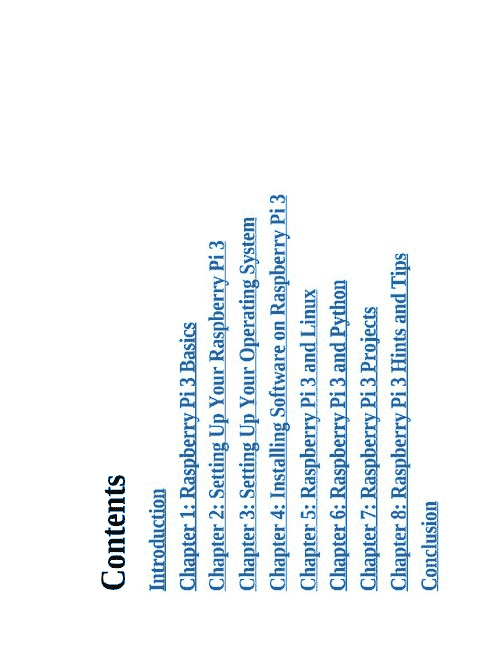 Contents
Introduction
Chapter 1: Raspberry Pi 3 Basics
Chapter 2: Setting Up Your Raspberry Pi 3
Chapter 3: Setting Up Your Operating System
Chapter 4: Installing Software on Raspberry Pi 3
Chapter 5: Raspberry Pi 3 and Linux
Chapter 6: Raspberry Pi 3 and Python
Chapter 7: Raspberry Pi 3 Projects
Chapter 8: Raspberry Pi 3 Hints and Tips
Conclusion